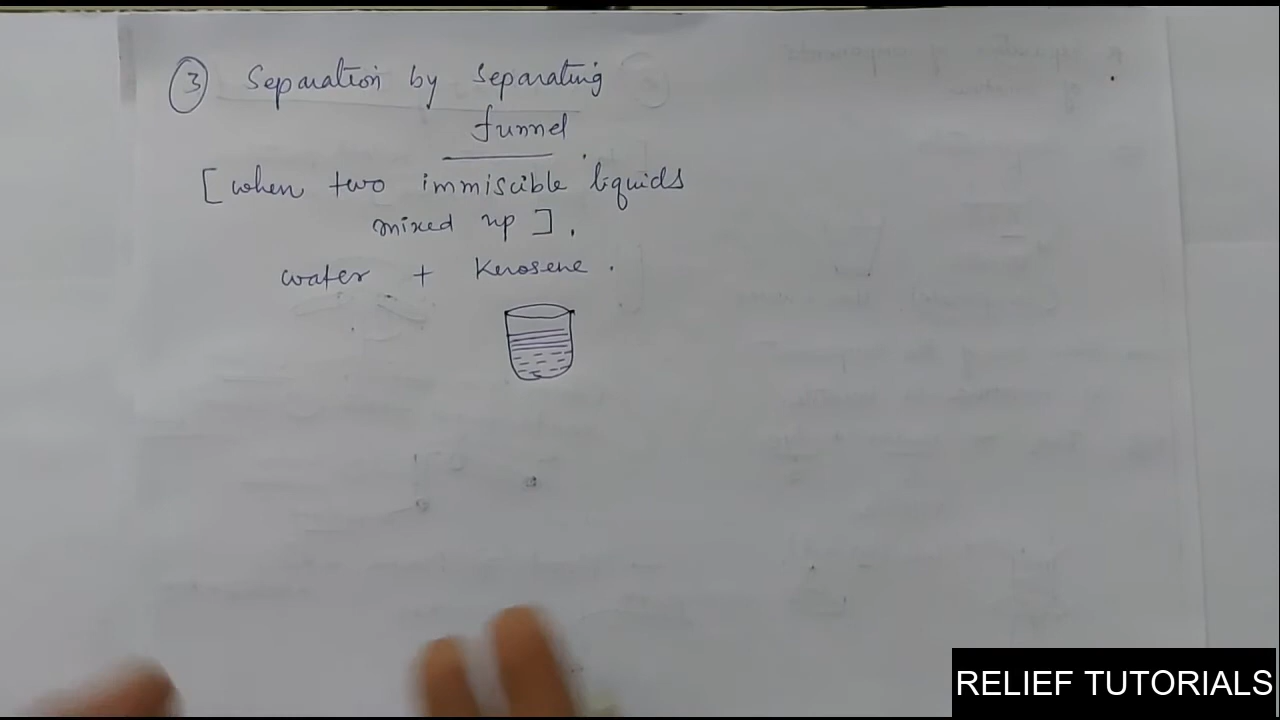 3 Separation by separating
funnel
[when two immiscible liquids
mixed up].
water + Kerosene.
RELIEF TUTORIALS